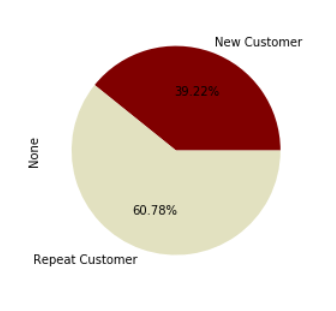 New Customer
39.22%
None
60.78%
Repeat Customer